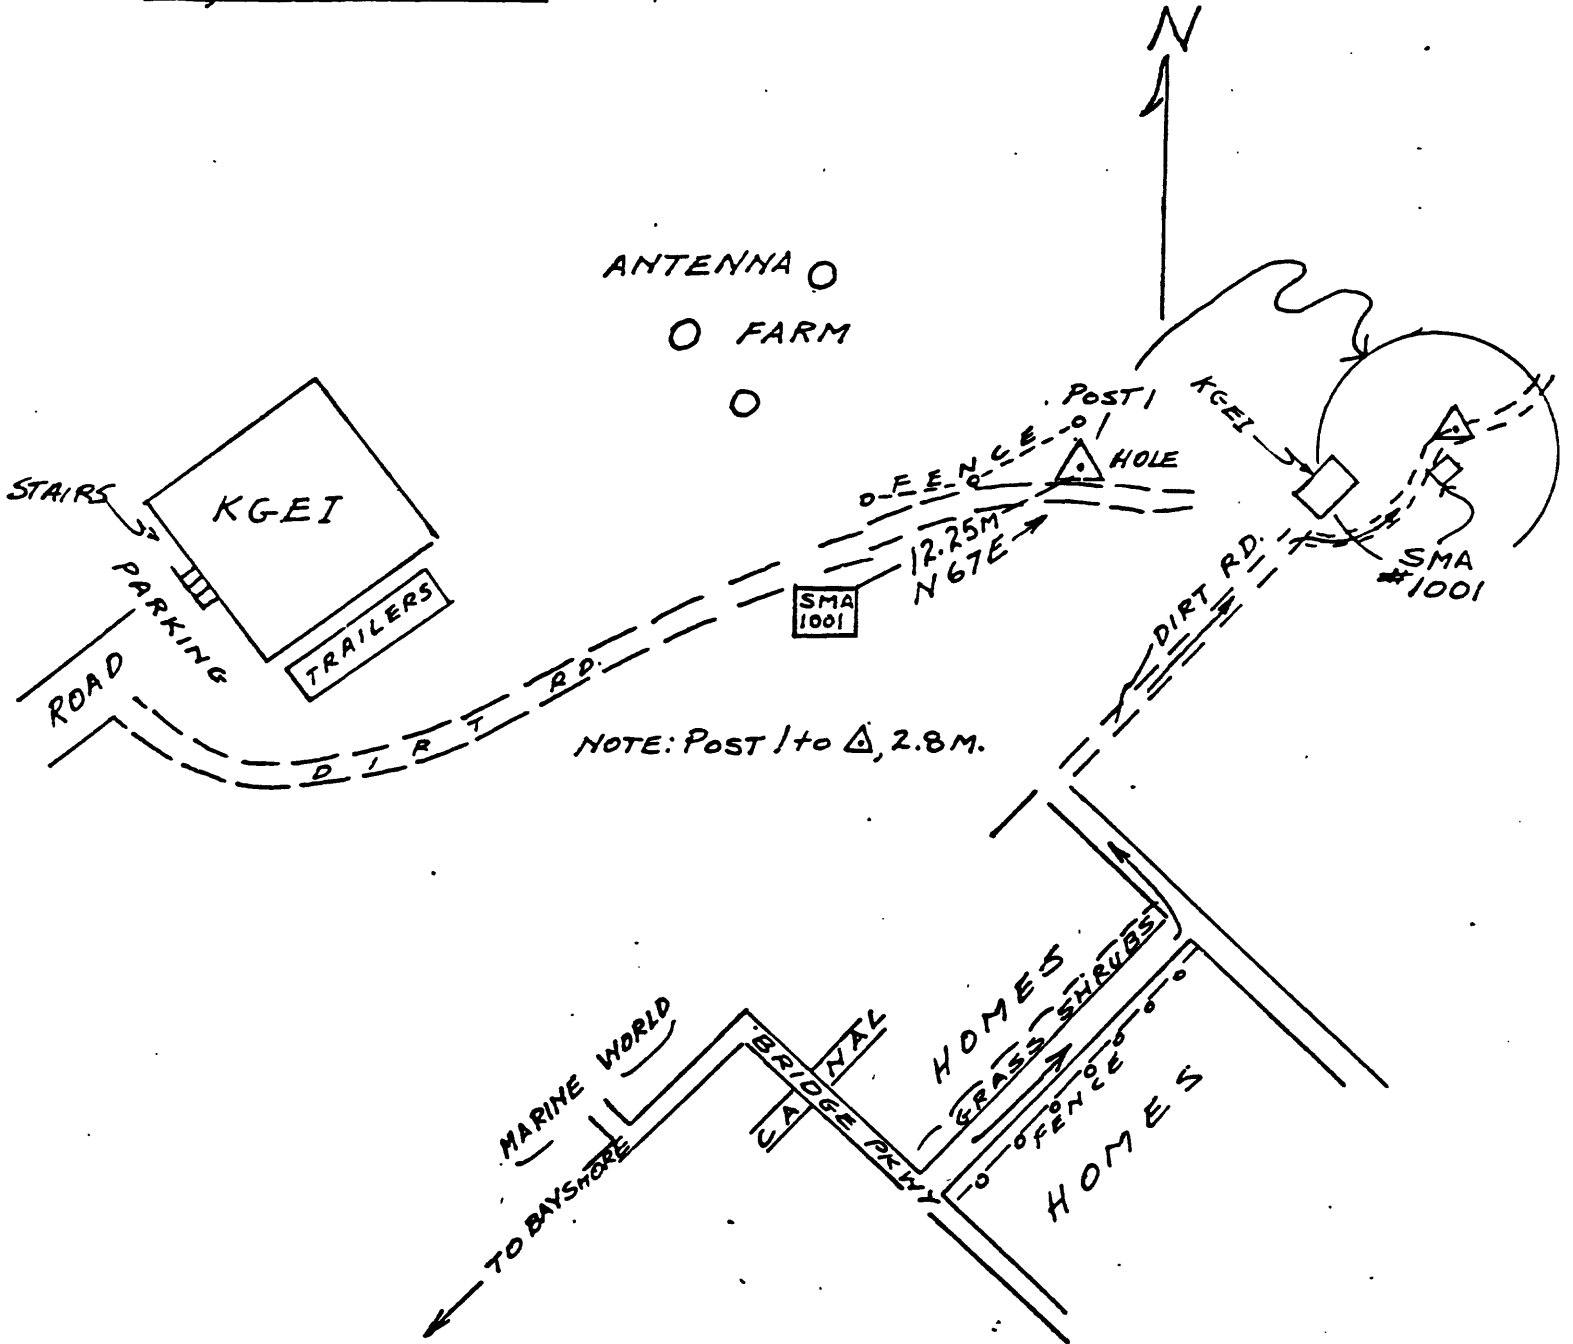 N
ANTENNA
FARM
POST 1
KGEI
FENCE
HOLE
STAIRS
KGEI
12.25M
N 67E
SMA
1001
SMA
#1001
PARKING
TRAILERS
DIRT RD.
ROAD
DIRT RD.
NOTE: POST 1 to △, 2.8 M.
HOMES
GRASS SHRUBS
MARINE WORLD
CANAL
BRIDGE PKWY
FENCE
HOMES
TO BAYSHORE